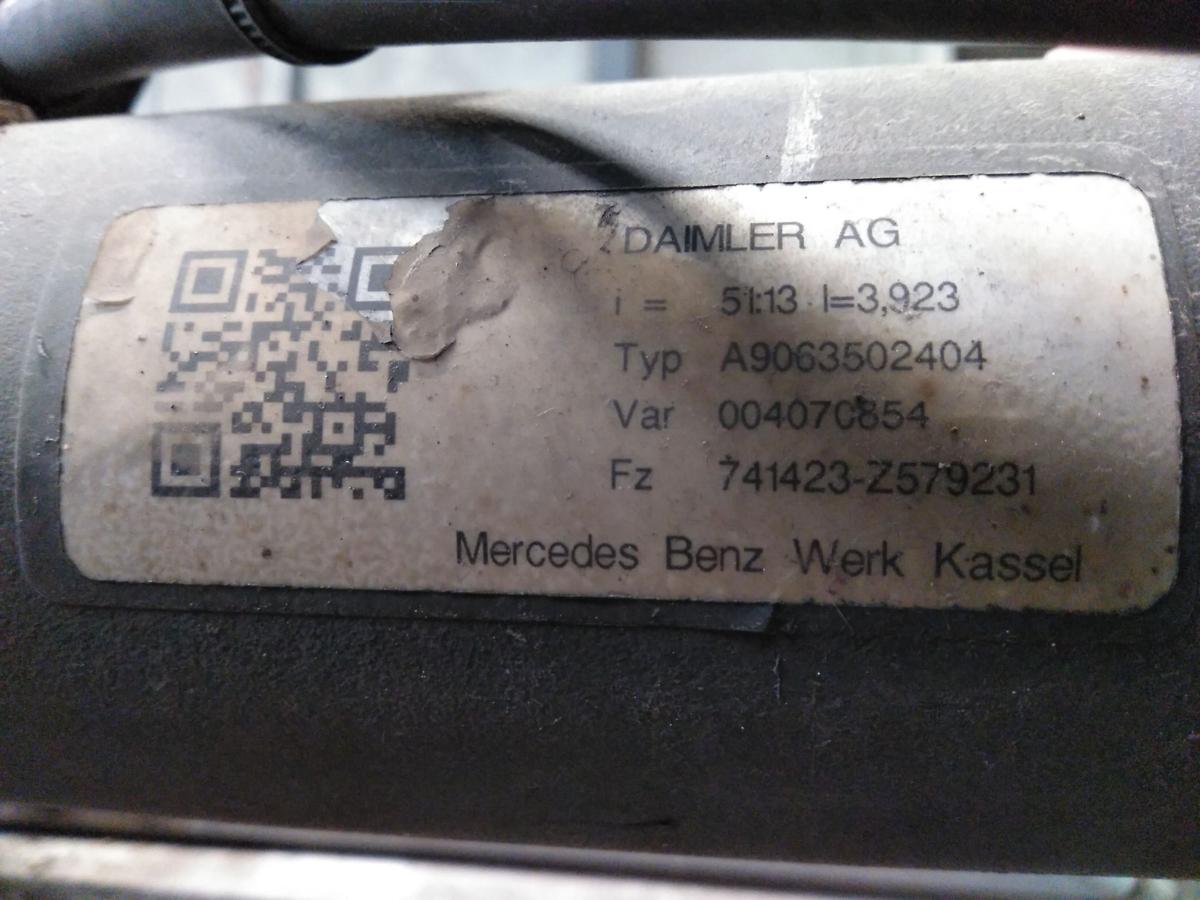 DAIMLER AG
i = 51:13 I=3,923
Typ A9063502404
Var 004070854
Fz 741423-Z579231
Mercedes Benz Werk Kassel